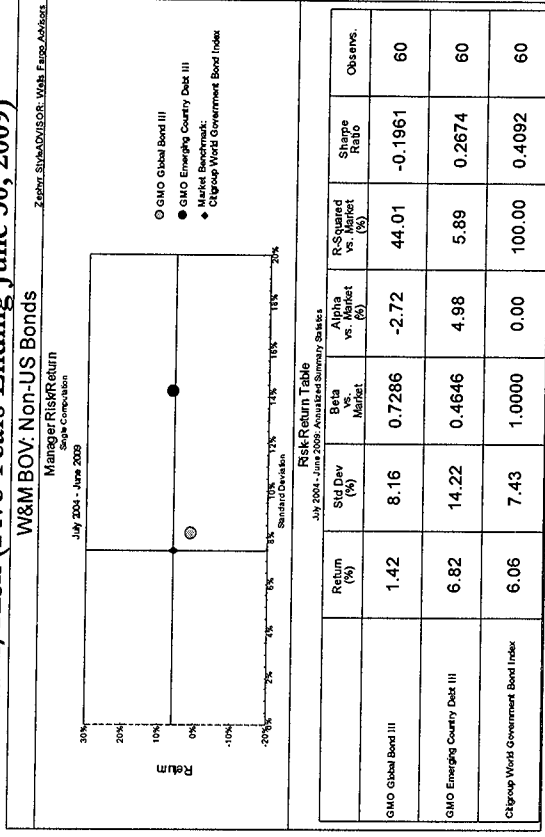 (Five Years Ending June 30, 2009)
W&M BOV: Non-US Bonds
Zephyr StyleADVISOR: Wells Fargo Advisors
Manager Risk/Return
Single Computation
July 2004 - June 2009
30%
20%
10%
0%
-10%
-20%
Return
0%
2%
4%
6%
8%
10%
12%
14%
16%
18%
20%
Standard Deviation
GMO Global Bond III
GMO Emerging Country Debt III
Market Benchmark:
Citigroup World Government Bond Index
Risk-Return Table
July 2004 - June 2009: Annualized Summary Statistics
Return (%)
Std Dev (%)
Beta vs. Market
Alpha vs. Market (%)
R-Squared vs. Market (%)
Sharpe Ratio
Observs.
GMO Global Bond III 1.42 8.16 0.7286 -2.72 44.01 -0.1961 60
GMO Emerging Country Debt III 6.82 14.22 0.4646 4.98 5.89 0.2674 60
Citigroup World Government Bond Index 6.06 7.43 1.0000 0.00 100.00 0.4092 60